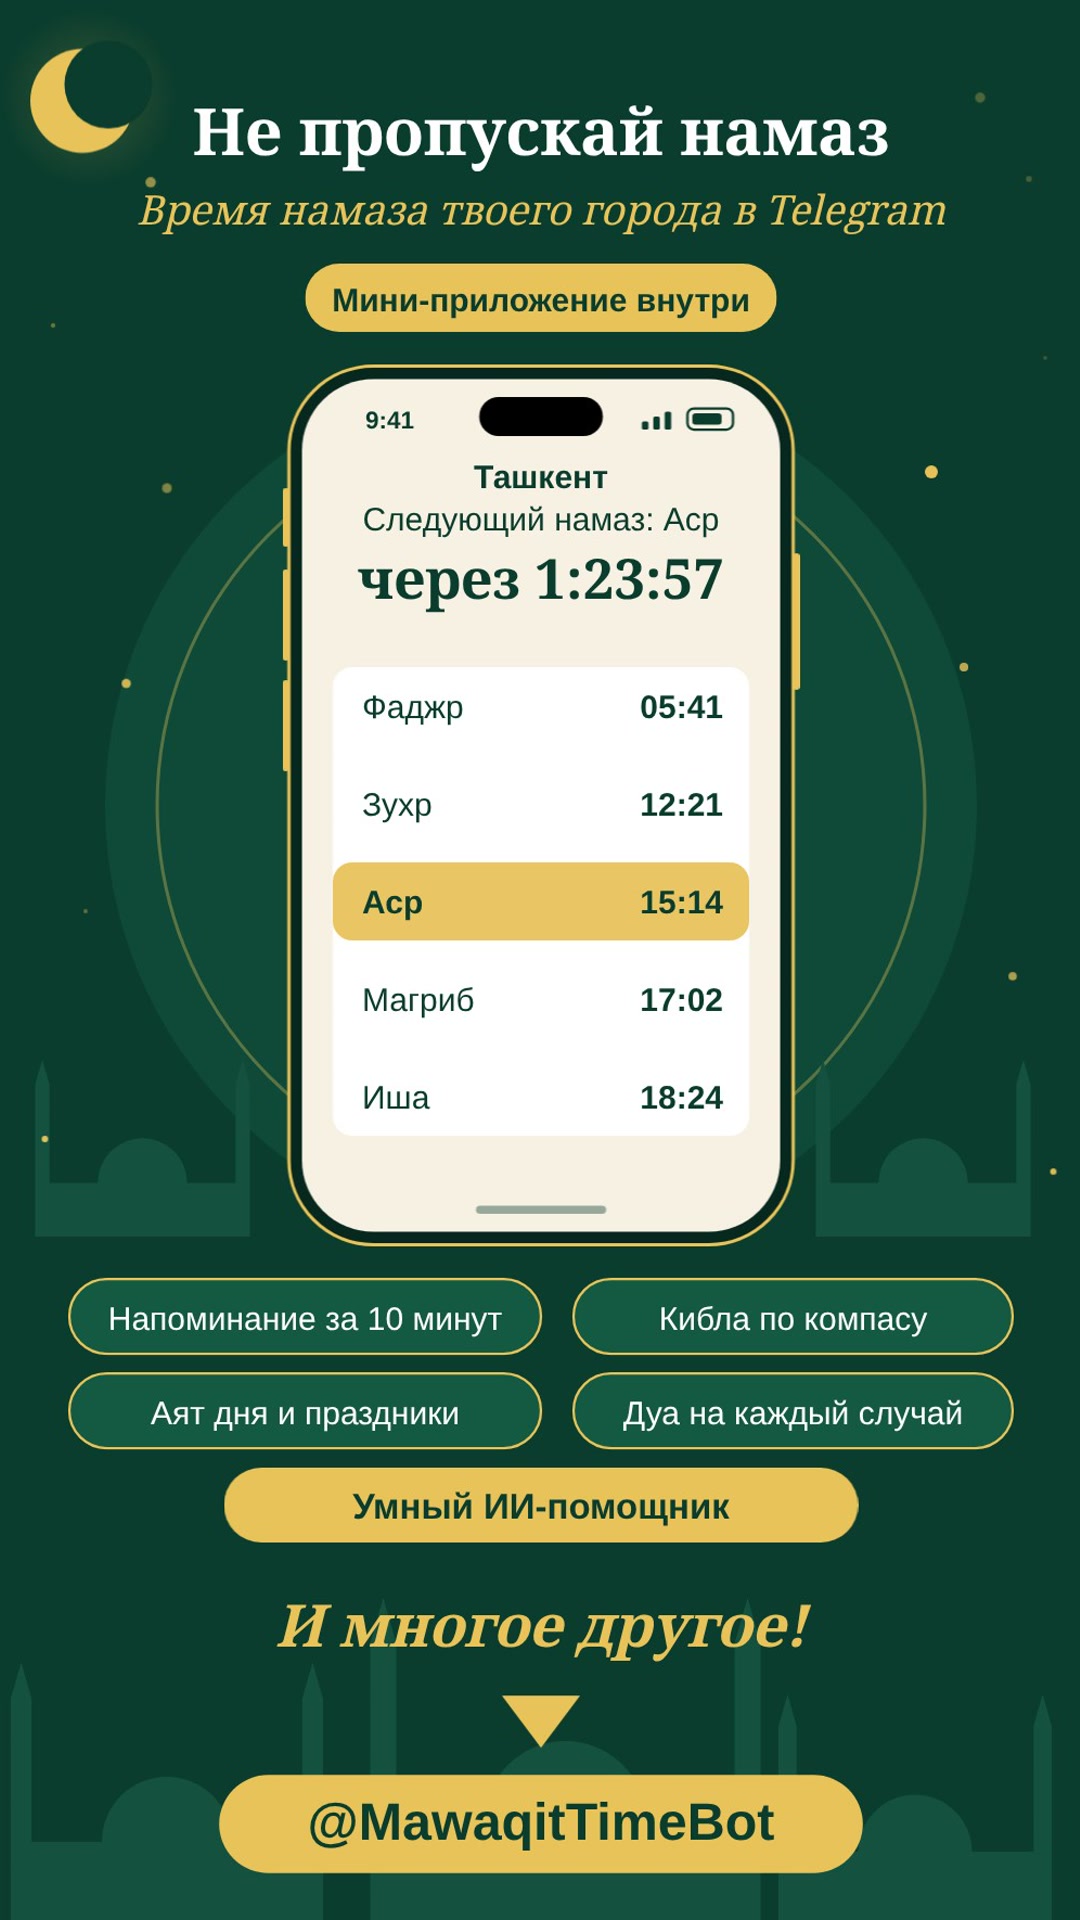 Не пропускай намаз
Время намаза твоего города в Telegram
Мини-приложение внутри
9:41
Ташкент
Следующий намаз: Аср
через 1:23:57
Фаджр 05:41
Зухр 12:21
Аср 15:14
Магриб 17:02
Иша 18:24
Напоминание за 10 минут
Кибла по компасу
Аят дня и праздники
Дуа на каждый случай
Умный ИИ-помощник
И многое другое!
@MawaqitTimeBot